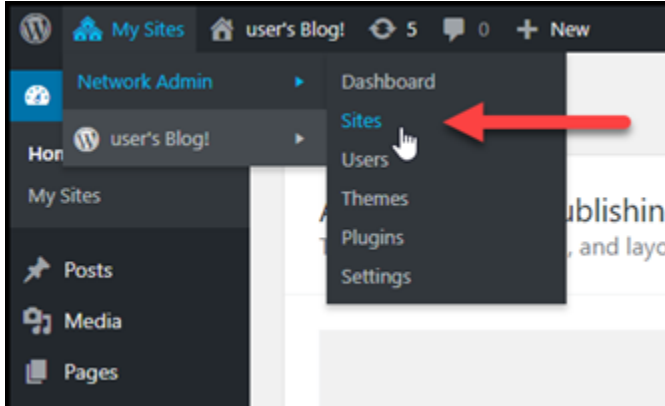 My Sites user's Blog! 5 0 New
Network Admin
user's Blog!
Dashboard
Sites
Users
Themes
Plugins
Settings
My Sites
Posts
Media
Pages
ublishin
, and layo